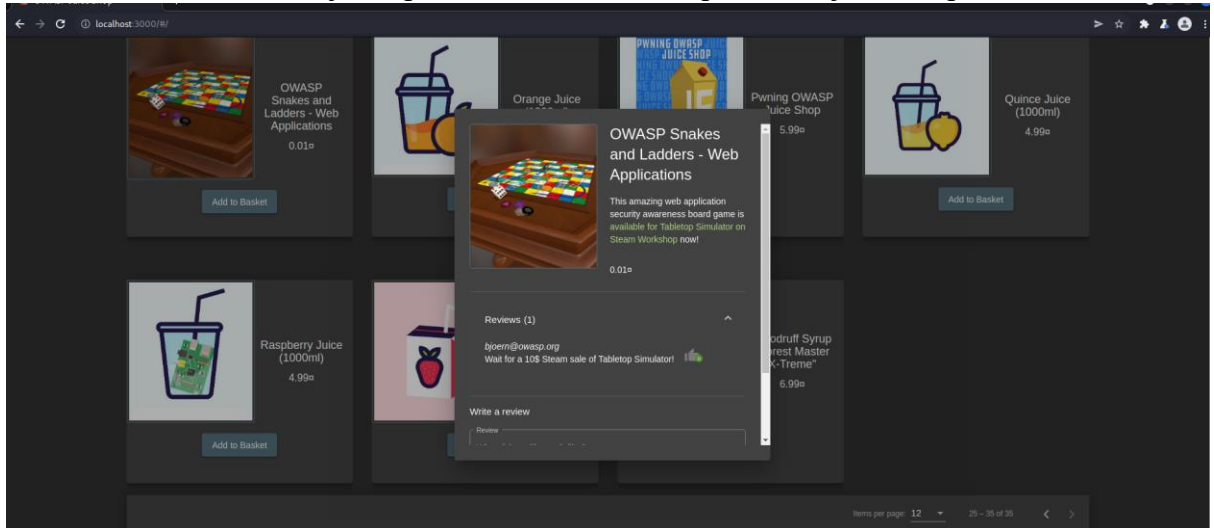 localhost:3000/#/
OWASP
Snakes and
Ladders - Web
Applications
0.01¤
Add to Basket
Orange Juice
PWNING OWASP
JUICE SHOP
Pwning OWASP
Juice Shop
5.99¤
Quince Juice
(1000ml)
4.99¤
Add to Basket
OWASP Snakes
and Ladders - Web
Applications
This amazing web application
security awareness board game is
available for Tabletop Simulator on
Steam Workshop now!
0.01¤
Reviews (1)
bjoern@owasp.org
Wait for a 10$ Steam sale of Tabletop Simulator!
Write a review
Review
Raspberry Juice
(1000ml)
4.99¤
Add to Basket
odruff Syrup
rest Master
X-Treme"
6.99¤
Items per page: 12
25 – 35 of 35